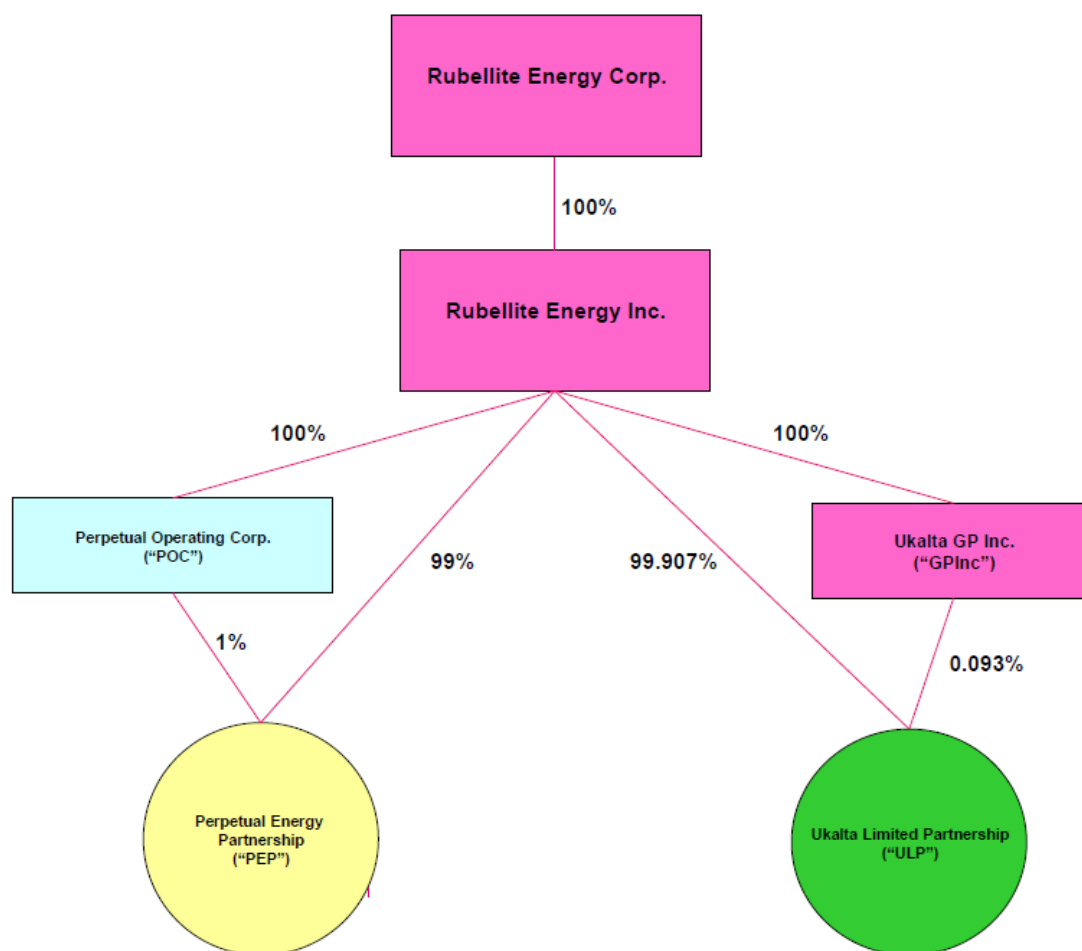 Rubellite Energy Corp.
100%
Rubellite Energy Inc.
100%
100%
Perpetual Operating Corp.
(“POC”)
Ukalta GP Inc.
(“GPInc”)
99%
99.907%
1%
0.093%
Perpetual Energy
Partnership
(“PEP”)
Ukalta Limited Partnership
(“ULP”)